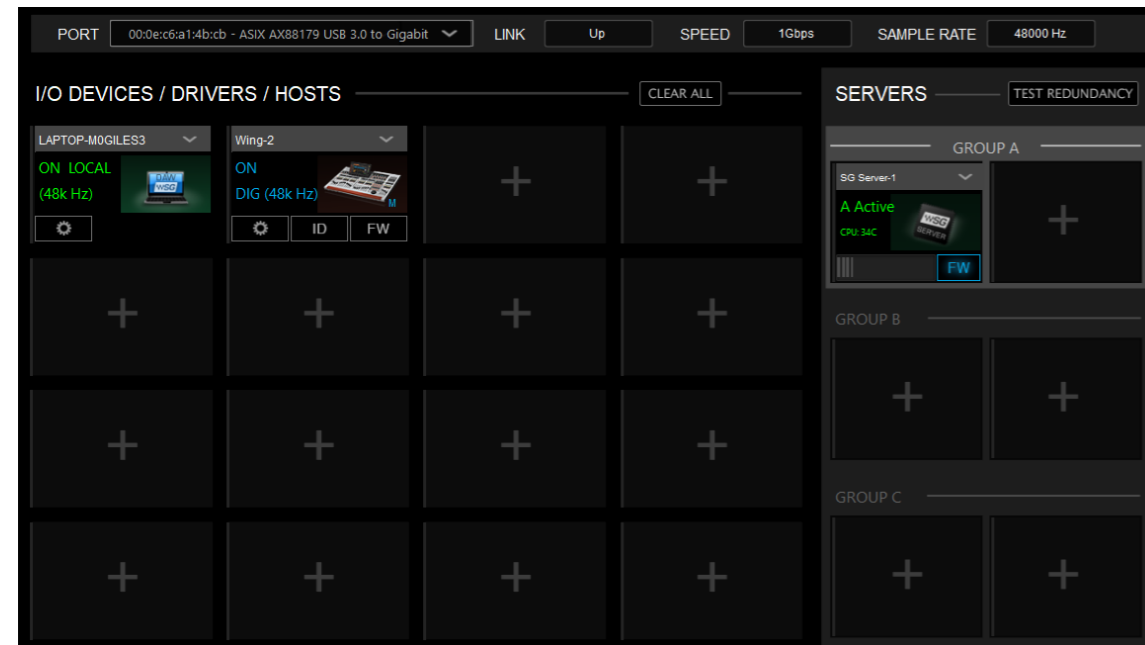 PORT 00:0e:c6:a1:4b:cb - ASIX AX88179 USB 3.0 to Gigabit LINK Up SPEED 1Gbps SAMPLE RATE 48000 Hz
I/O DEVICES / DRIVERS / HOSTS CLEAR ALL
LAPTOP-M0GILES3
ON LOCAL
(48k Hz)
DAW
WSG
Wing-2
ON
DIG (48k Hz)
M
ID FW
SERVERS TEST REDUNDANCY
GROUP A
SG Server-1
A Active
CPU: 34C
WSG
SERVER
FW
GROUP B
GROUP C